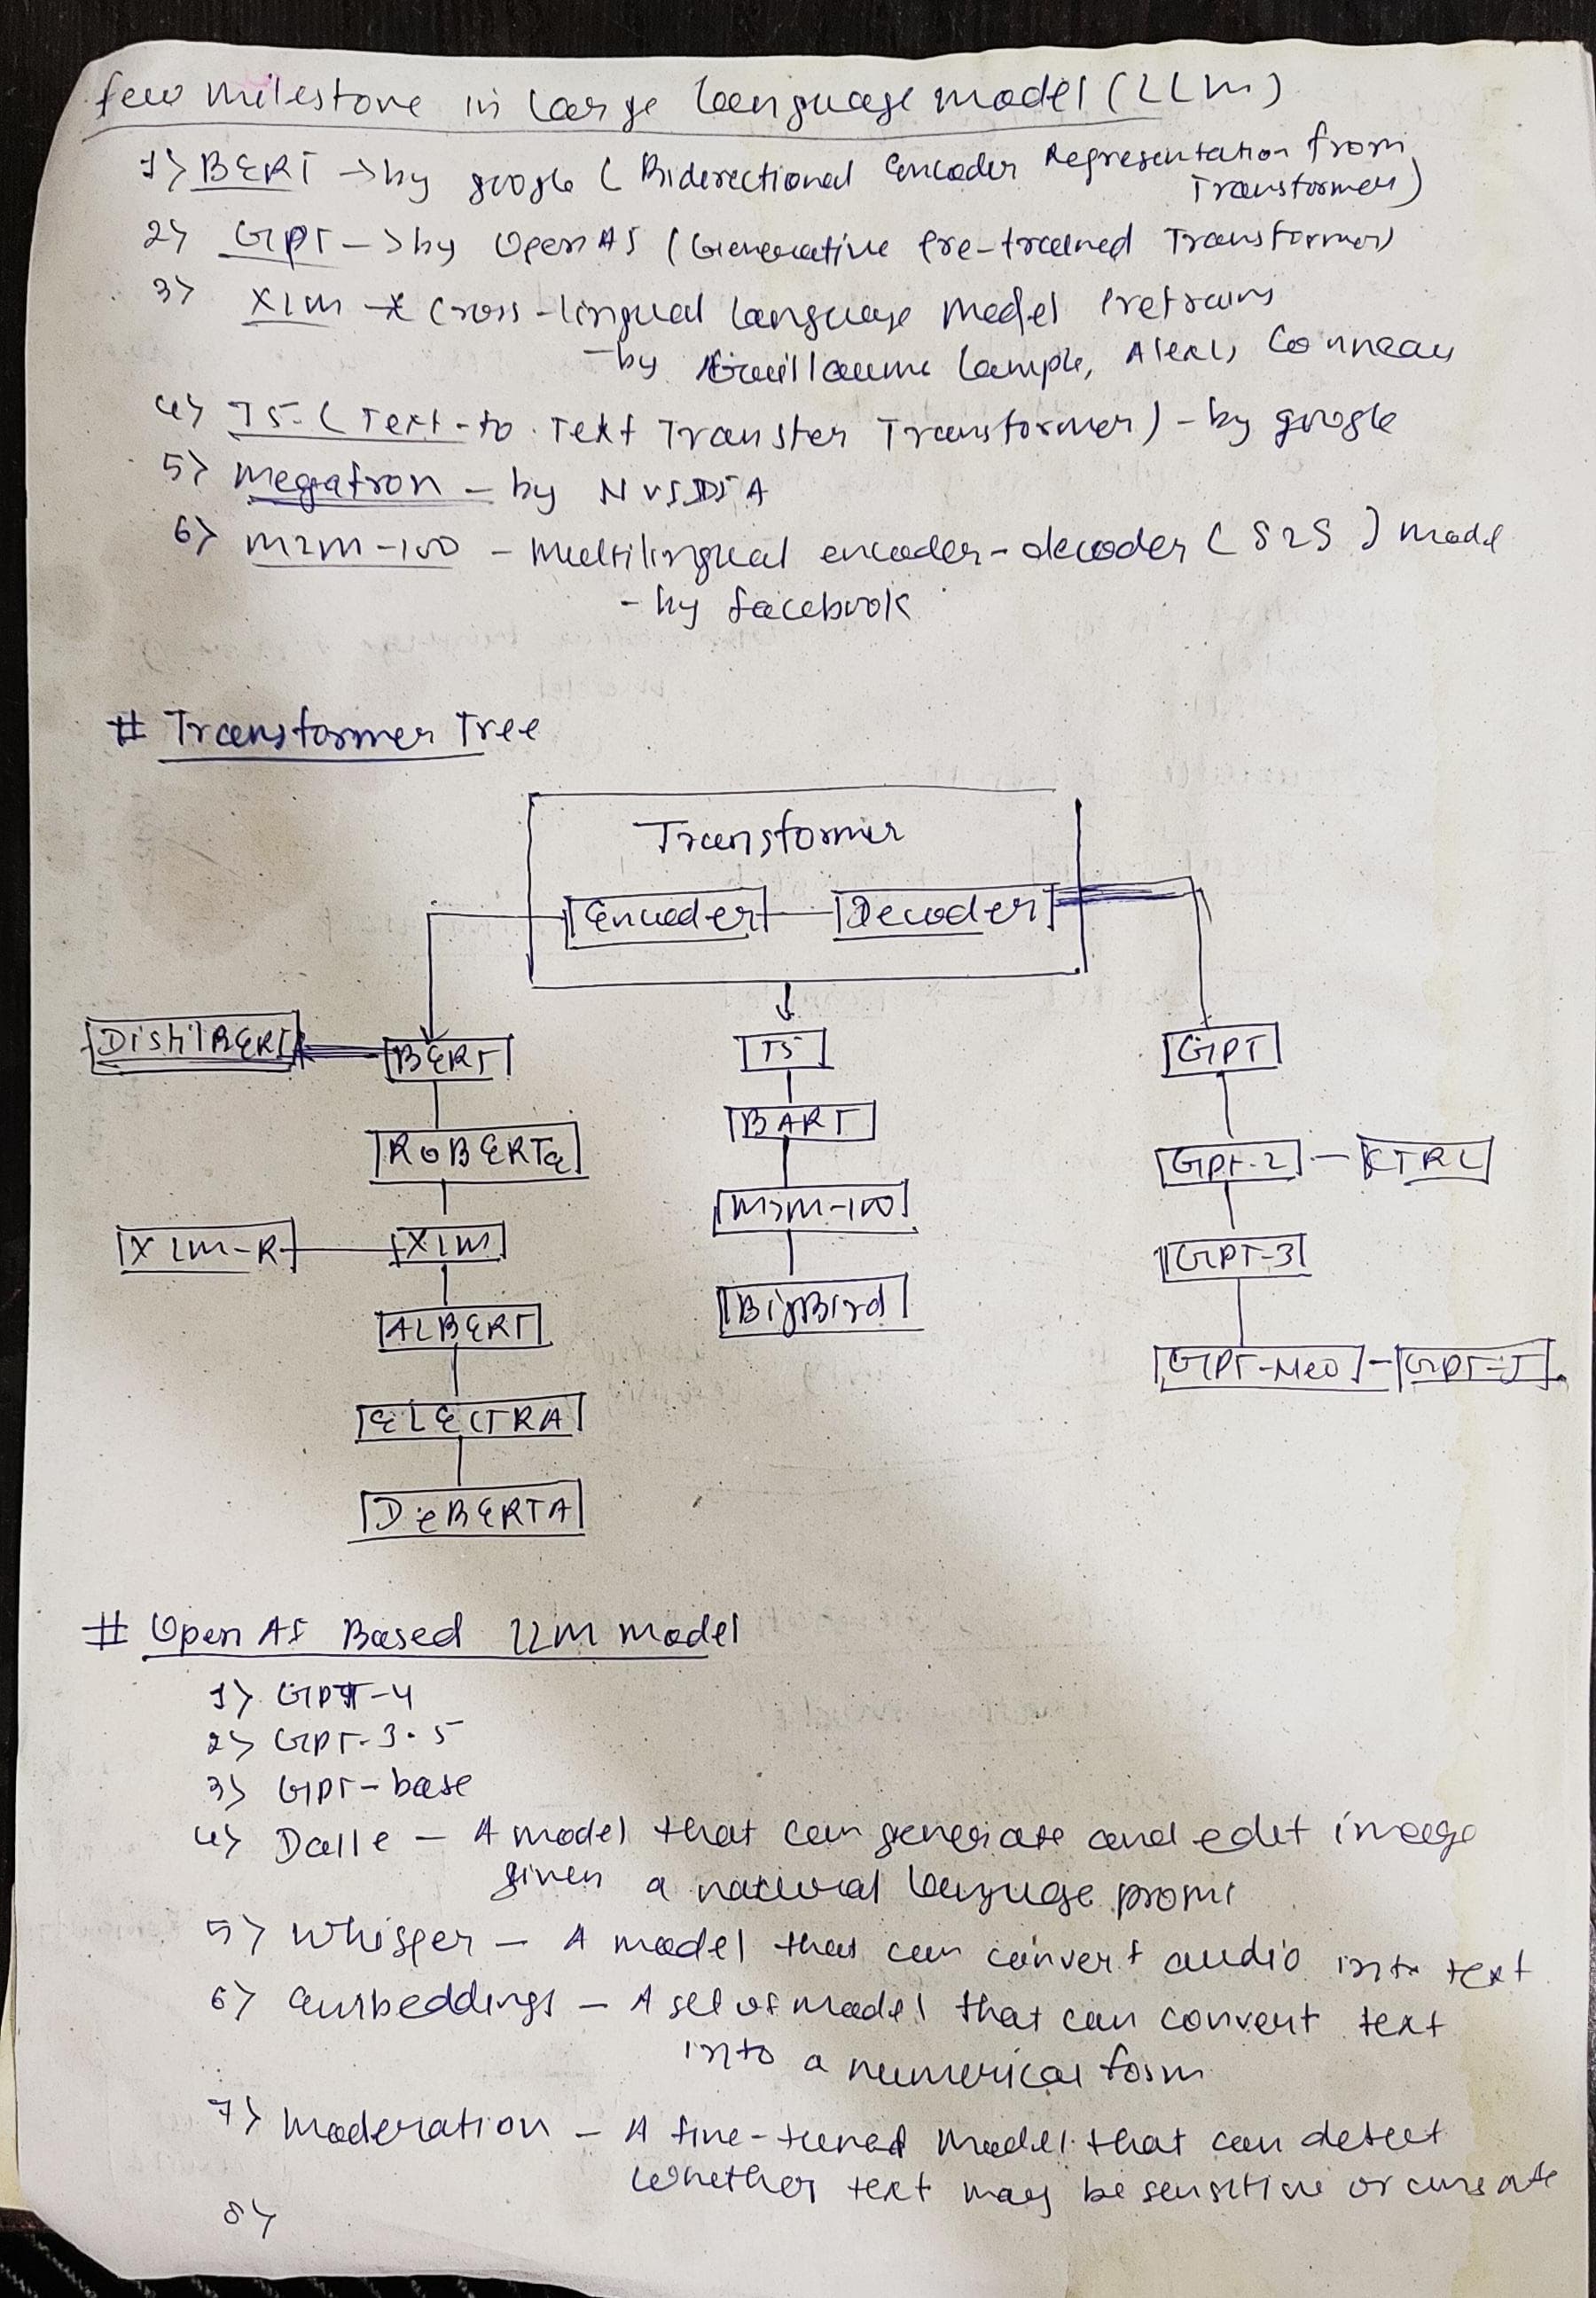 few milestone in large language model (LLM)
1) BERT → by google ( Bidirectional Encoder Representation from
Transformer)
2) GPT → by OpenAI (Generative Pre-trained Transformer)
3) XLM - Cross-lingual Language Model Pretrains
- by Guillaume Lample, Alexis Conneau
4) T5 - (Text-to Text Transfer Transformer) - by google
5) Megatron - by NVIDIA
6) M2M-100 - Multilingual encoder-decoder (S2S) Model
- by facebook
# Transformer Tree
Transformer
Encoder Decoder
DistilBERT BERT T5 GPT
BART
RoBERTa GPT-2 - CTRL
M2M-100
XLM-R XLM GPT-3
BigBird
ALBERT
GPT-Neo - GPT-J
ELECTRA
DeBERTA
# Open AI Based LLM model
1) GPT-4
2) GPT-3.5
3) GPT-base
4) Dalle - A model that can generate and edit image
given a natural language
5) Whisper - A model that can convert audio into text
6) Embeddings - A set of model that can convert text
into a numerical form
7) Moderation - A fine-tuned model that can detect
Whether text may be sensitive or
8)